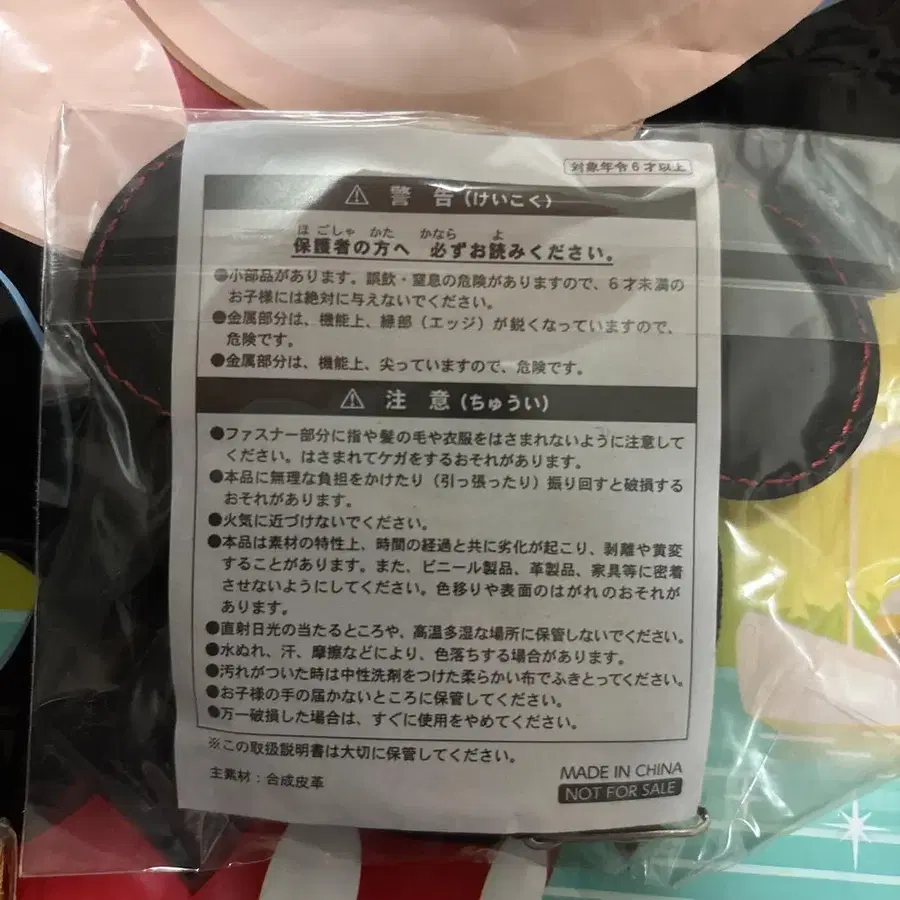 対象年令6才以上
⚠ 警告(けいこく)
ほごしゃ かた かなら よ
保護者の方へ 必ずお読みください。
●小部品があります。誤飲・窒息の危険がありますので、6才未満の
お子様には絶対に与えないでください。
●金属部分は、機能上、縁部(エッジ)が鋭くなっていますので、
危険です。
●金属部分は、機能上、尖っていますので、危険です。
⚠ 注意(ちゅうい)
●ファスナー部分に指や髪の毛や衣服をはさまれないように注意して
ください。はさまれてケガをするおそれがあります。
●本品に無理な負担をかけたり(引っ張ったり)振り回すと破損する
おそれがあります。
●火気に近づけないでください。
●本品は素材の特性上、時間の経過と共に劣化が起こり、剥離や黄変
することがあります。また、ビニール製品、革製品、家具等に密着
させないようにしてください。色移りや表面のはがれのおそれが
あります。
●直射日光の当たるところや、高温多湿な場所に保管しないでください。
●水ぬれ、汗、摩擦などにより、色落ちする場合があります。
●汚れがついた時は中性洗剤をつけた柔らかい布でふきとってください。
●お子様の手の届かないところに保管してください。
●万一破損した場合は、すぐに使用をやめてください。
※この取扱説明書は大切に保管してください。
主素材:合成皮革
MADE IN CHINA
NOT FOR SALE